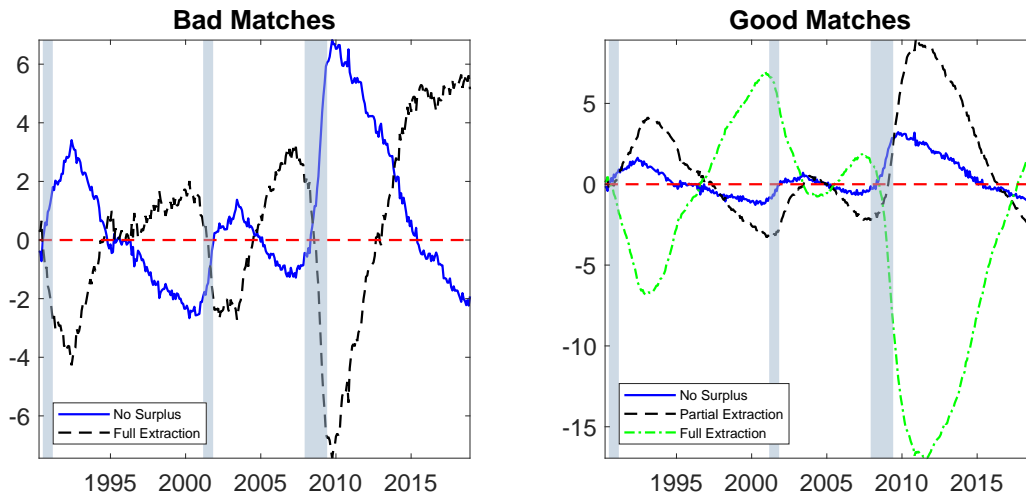 Bad Matches
6
4
2
0
-2
-4
-6
No Surplus
Full Extraction
1995 2000 2005 2010 2015
Good Matches
5
0
-5
-10
-15
No Surplus
Partial Extraction
Full Extraction
1995 2000 2005 2010 2015